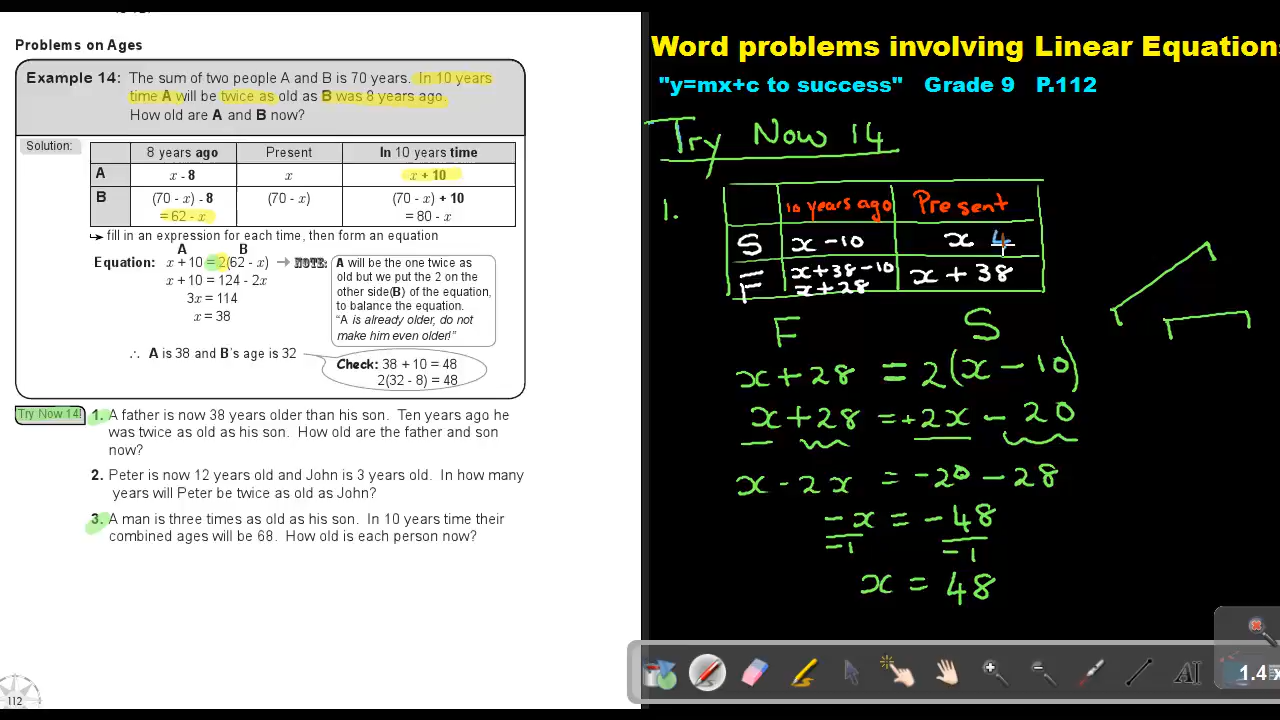 Problems on Ages
Example 14: The sum of two people A and B is 70 years. In 10 years
time A will be twice as old as B was 8 years ago.
How old are A and B now?
Solution:
8 years ago Present In 10 years time
A x - 8 x x + 10
B (70 - x) - 8 (70 - x) (70 - x) + 10
= 62 - x = 80 - x
fill in an expression for each time, then form an equation
A B
Equation: x + 10 = 2(62 - x) → NOTE:
x + 10 = 124 - 2x
3x = 114
x = 38
A will be the one twice as
old but we put the 2 on the
other side(B) of the equation,
to balance the equation.
"A is already older, do not
make him even older!"
∴ A is 38 and B's age is 32
Check: 38 + 10 = 48
2(32 - 8) = 48
Try Now 14! 1. A father is now 38 years older than his son. Ten years ago he
was twice as old as his son. How old are the father and son
now?
2. Peter is now 12 years old and John is 3 years old. In how many
years will Peter be twice as old as John?
3. A man is three times as old as his son. In 10 years time their
combined ages will be 68. How old is each person now?
112
Word problems involving Linear Equations
"y=mx+c to success" Grade 9 P.112
Try Now 14
1.
10 years ago Present
S x - 10 x 4
F x + 38 - 10 x + 38
x + 28
F S
x + 28 = 2(x - 10)
x + 28 = +2x - 20
x - 2x = -20 - 28
-x = -48
-1 -1
x = 48
AI
1.4 x